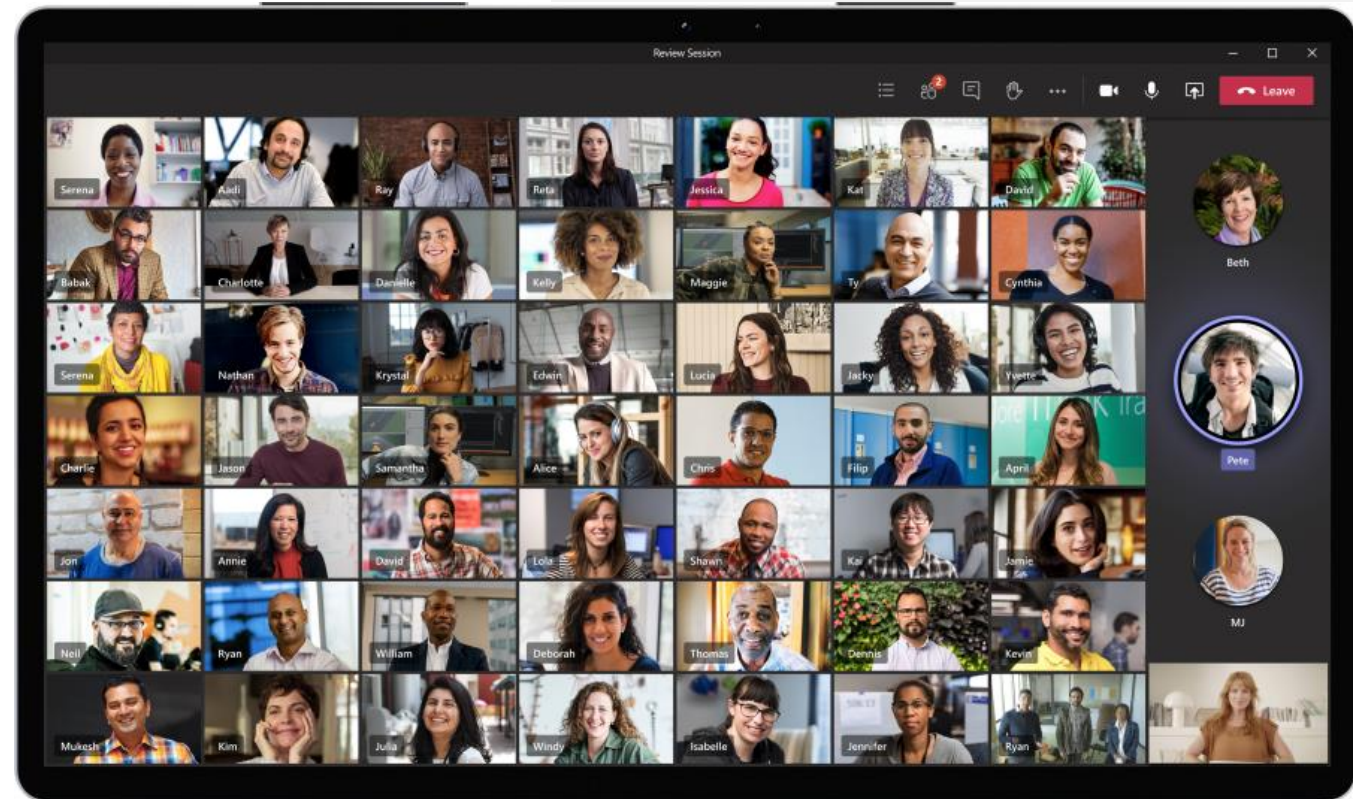 Review Session
2
Leave
Serena
Aadi
Ray
Reta
Jessica
Kat
David
Babak
Charlotte
Danielle
Kelly
Maggie
Ty
Cynthia
Beth
Serena
Nathan
Krystal
Edwin
Lucia
Jacky
Yvette
Charlie
Jason
Samantha
Alice
Chris
Filip
April
Pete
Jon
Annie
David
Lola
Shawn
Kai
Jamie
MJ
Neil
Ryan
William
Deborah
Thomas
Dennis
Kevin
Mukesh
Kim
Julia
Windy
Isabelle
Jennifer
Ryan